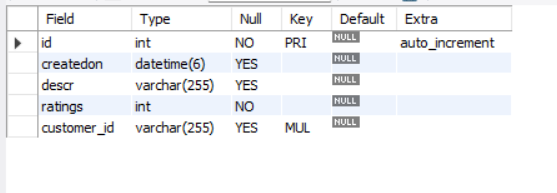 Field Type Null Key Default Extra
id int NO PRI NULL auto_increment
createdon datetime(6) YES NULL
descr varchar(255) YES NULL
ratings int NO NULL
customer_id varchar(255) YES MUL NULL